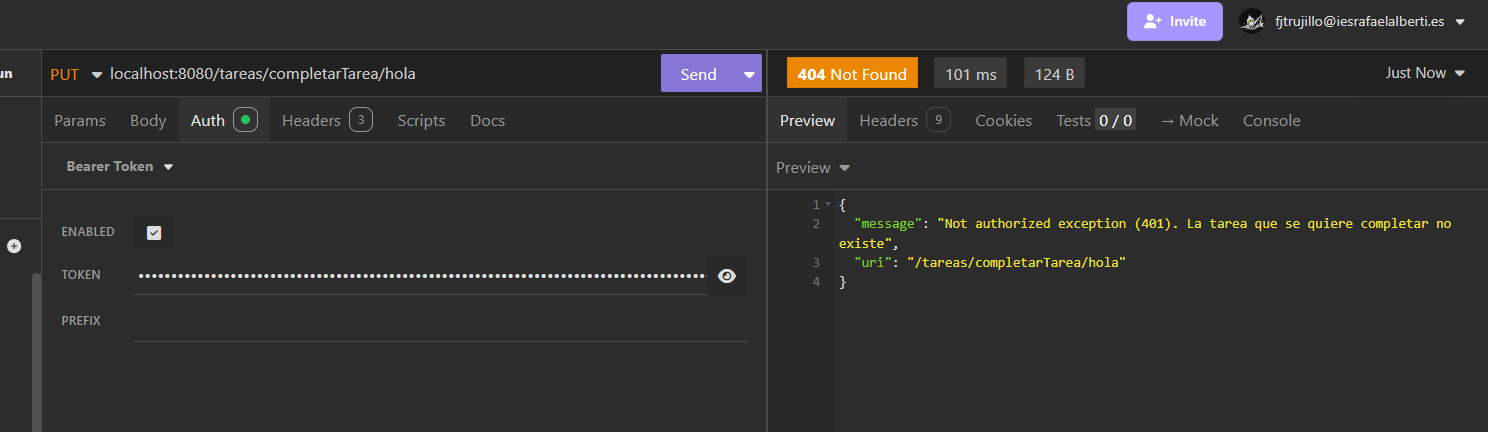 Invite
fjtrujillo@iesrafaelalberti.es
un
PUT localhost:8080/tareas/completarTarea/hola
Send
404 Not Found 101 ms 124 B
Just Now
Params Body Auth Headers 3 Scripts Docs
Preview Headers 9 Cookies Tests 0 / 0 → Mock Console
Bearer Token
Preview
ENABLED
TOKEN ••••••••••••••••••••••••••••••••••••••••••••••••••••••••••••••••••••••••••••••••••••••
PREFIX
1 {
2 "message": "Not authorized exception (401). La tarea que se quiere completar no
existe",
3 "uri": "/tareas/completarTarea/hola"
4 }